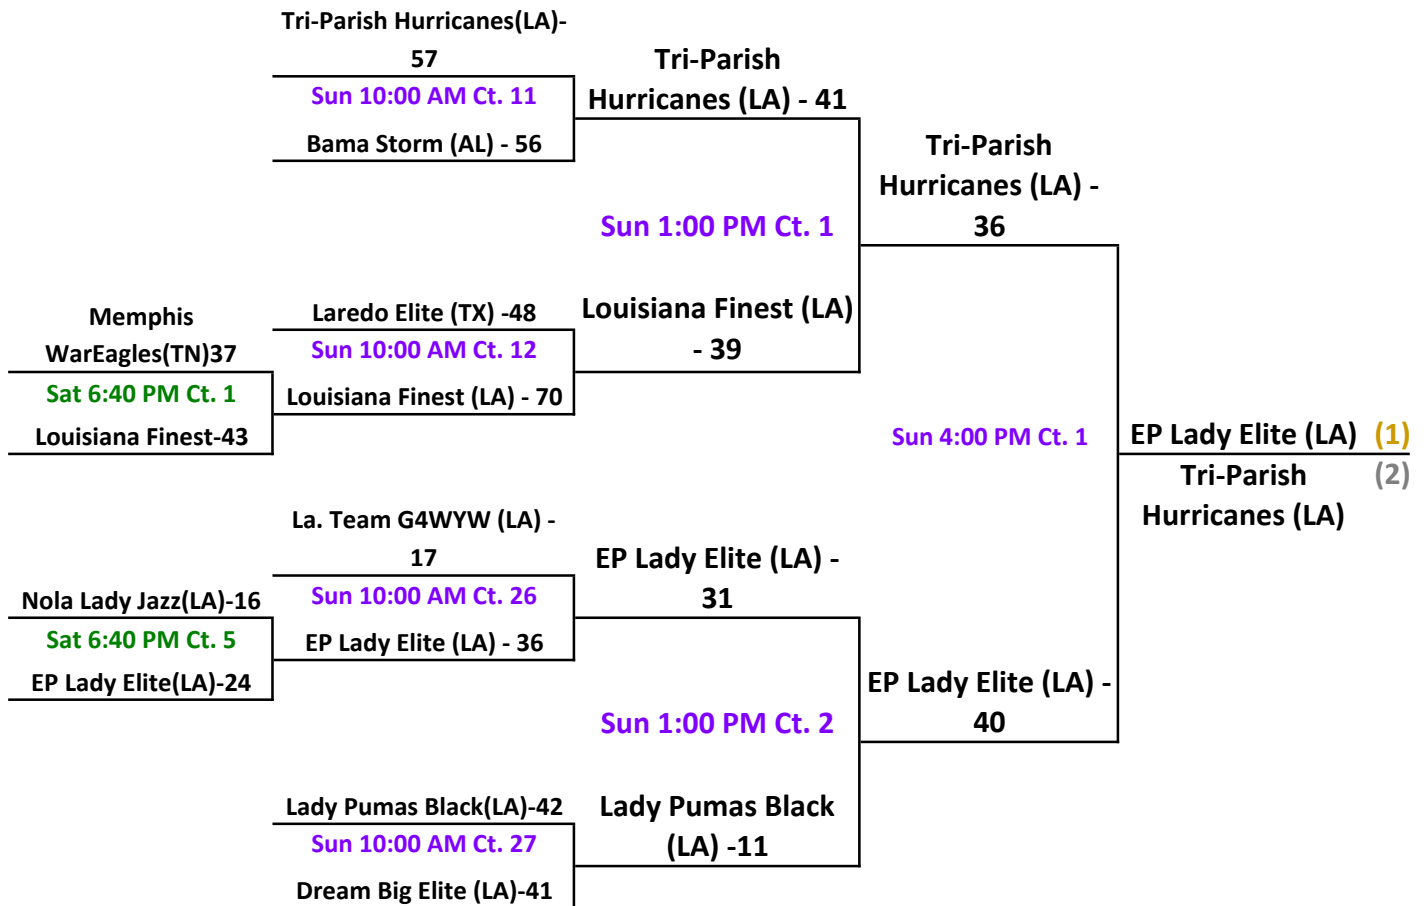 Tri-Parish Hurricanes(LA)-
57
Sun 10:00 AM Ct. 11
Bama Storm (AL) - 56
Tri-Parish
Hurricanes (LA) - 41
Sun 1:00 PM Ct. 1
Tri-Parish
Hurricanes (LA) -
36
Memphis
WarEagles(TN)37
Sat 6:40 PM Ct. 1
Louisiana Finest-43
Laredo Elite (TX) -48
Sun 10:00 AM Ct. 12
Louisiana Finest (LA) - 70
Louisiana Finest (LA)
- 39
Sun 4:00 PM Ct. 1
EP Lady Elite (LA) (1)
Tri-Parish (2)
Hurricanes (LA)
La. Team G4WYW (LA) -
17
Sun 10:00 AM Ct. 26
EP Lady Elite (LA) - 36
Nola Lady Jazz(LA)-16
Sat 6:40 PM Ct. 5
EP Lady Elite(LA)-24
EP Lady Elite (LA) -
31
Sun 1:00 PM Ct. 2
EP Lady Elite (LA) -
40
Lady Pumas Black(LA)-42
Sun 10:00 AM Ct. 27
Dream Big Elite (LA)-41
Lady Pumas Black
(LA) -11